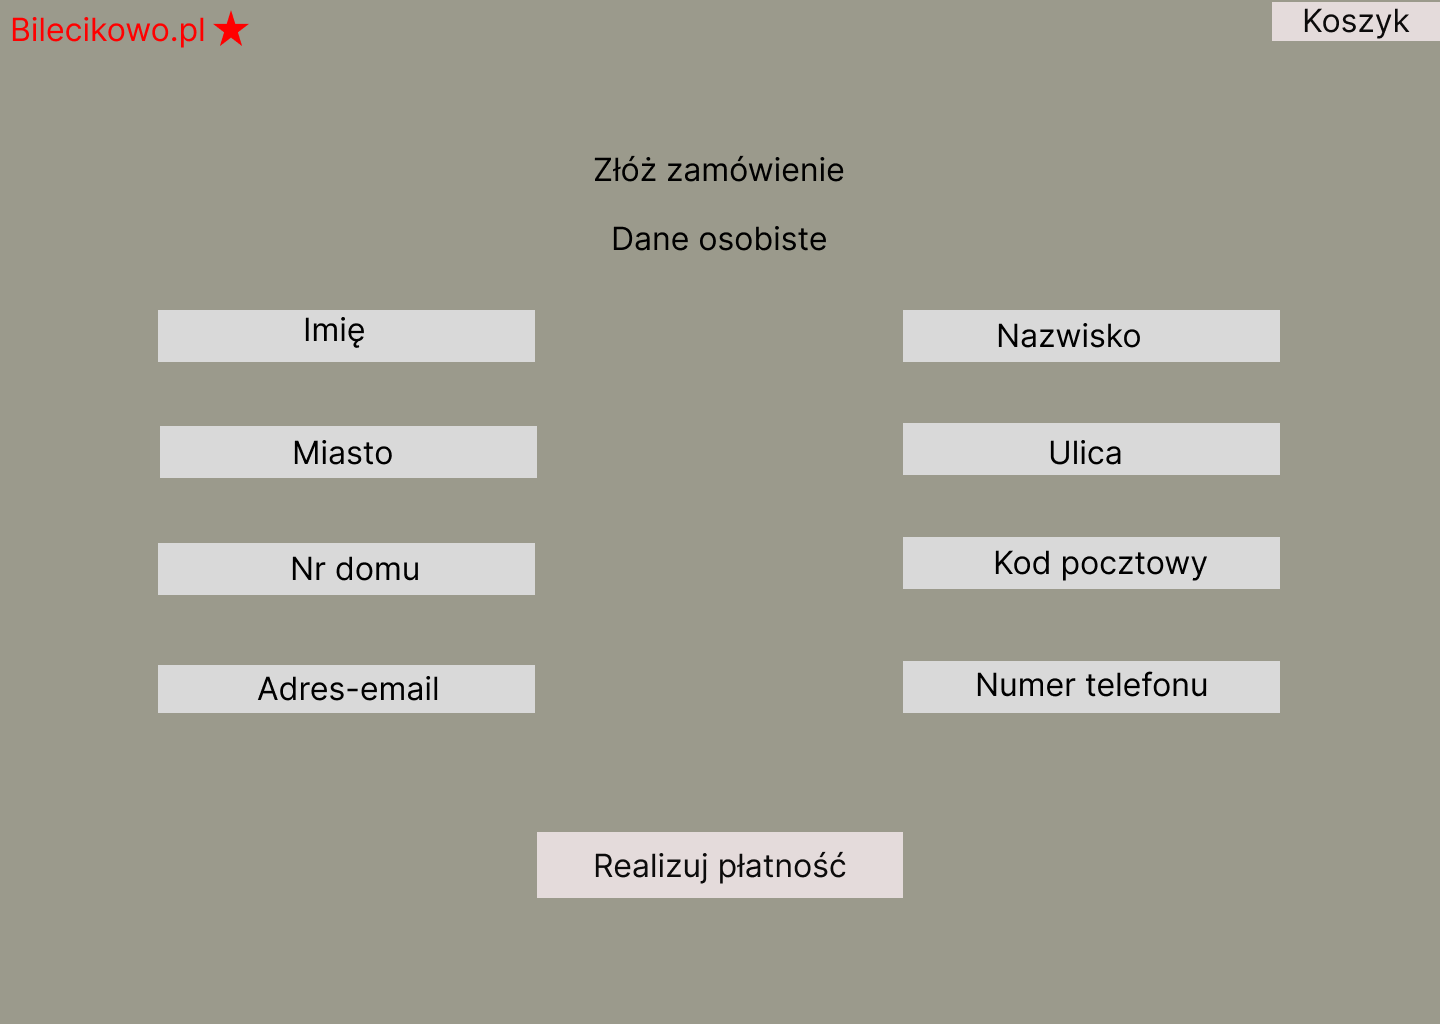 Bilecikowo.pl
Koszyk
Złóż zamówienie
Dane osobiste
Imię
Nazwisko
Miasto
Ulica
Nr domu
Kod pocztowy
Adres-email
Numer telefonu
Realizuj płatność